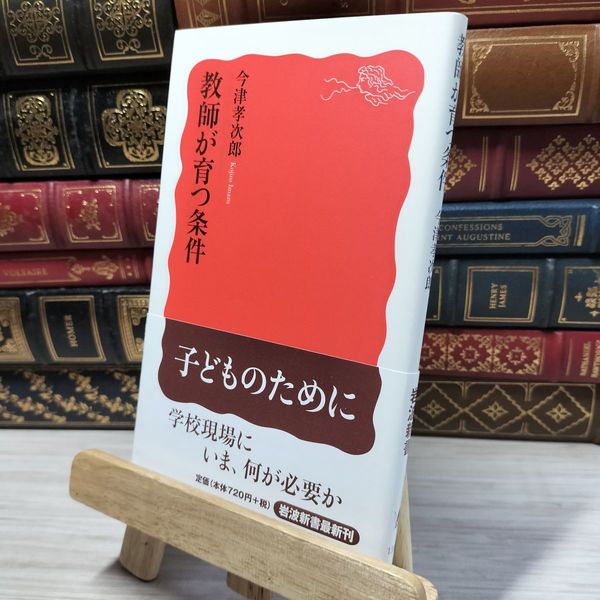 教師が育つ条件
今津孝次郎
Kojiro Imazu
子どものために
学校現場に
いま、何が必要か
定価(本体720円+税)
岩波新書最新刊
教師が育つ条件
今津孝次郎
岩波新書
VOLTAIRE
HOMER
CONFESSIONS
AUGUSTINE
HENRY
JAMES